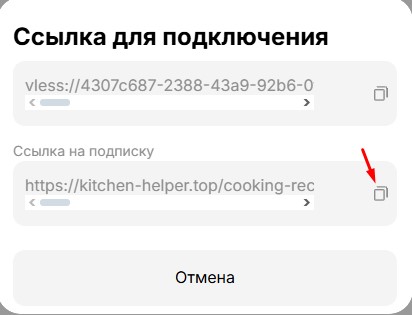 Ссылка для подключения
vless://4307c687-2388-43a9-92b6-0
Ссылка на подписку
https://kitchen-helper.top/cooking-rec
Отмена